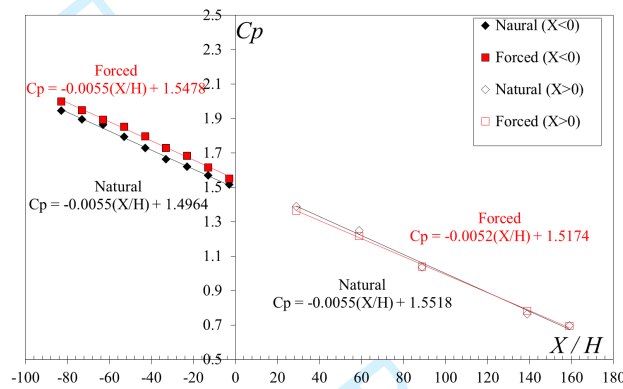 2.5
Cp
Naural (X<0)
Forced (X<0)
Natural (X>0)
Forced (X>0)
2.3
2.1
Forced
Cp = -0.0055(X/H) + 1.5478
1.9
1.7
1.5
Natural
Cp = -0.0055(X/H) + 1.4964
1.3
Forced
Cp = -0.0052(X/H) + 1.5174
1.1
0.9
Natural
Cp = -0.0055(X/H) + 1.5518
0.7
X / H
0.5
-100 -80 -60 -40 -20 0 20 40 60 80 100 120 140 160 180